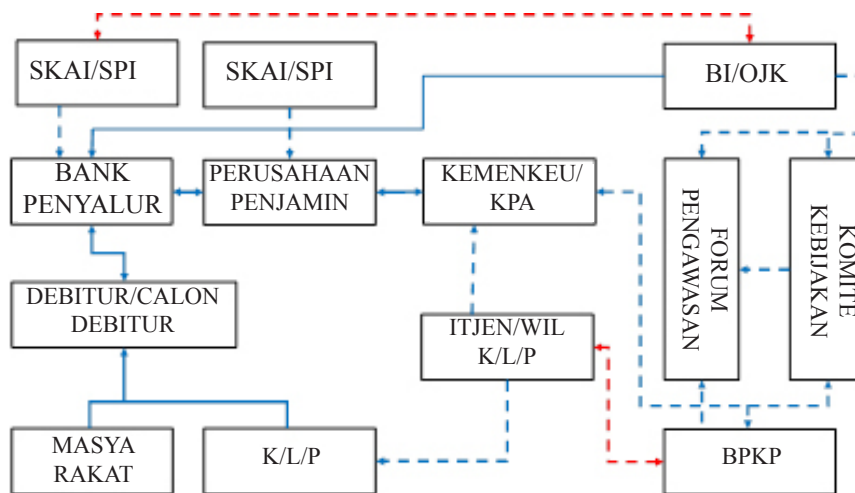 SKAI/SPI
SKAI/SPI
BI/OJK
BANK
PENYALUR
PERUSAHAAN
PENJAMIN
KEMENKEU/
KPA
FORUM
PENGAWASAN
KOMITE
KEBIJAKAN
DEBITUR/CALON
DEBITUR
ITJEN/WIL
K/L/P
MASYA
RAKAT
K/L/P
BPKP